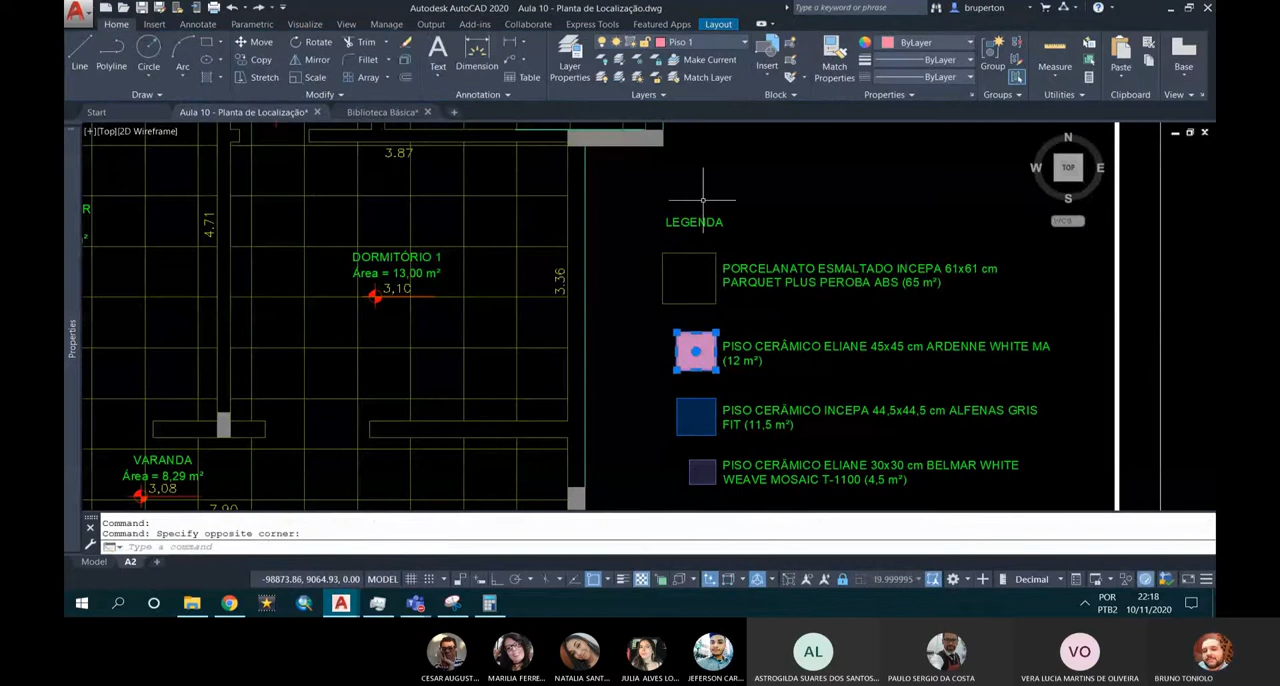 Autodesk AutoCAD 2020 Aula 10 - Planta de Localização.dwg
Type a keyword or phrase
bruperton
Home Insert Annotate Parametric View Manage Output Add-ins Collaborate Express Tools Featured Apps Layout
Line Polyline Circle Arc
Move Rotate Trim
Copy Mirror Fillet
Stretch Scale Array
Text Dimension Table
Layer Properties
Piso 1
Make Current
Match Layer
Insert
Match Properties
ByLayer
ByLayer
ByLayer
Group Measure Paste Base
Draw Modify Annotation Layers Block Properties Groups Utilities Clipboard View
Start Aula 10 - Planta de Localização* Biblioteca Básica*
[+][Top][2D Wireframe]
N
W TOP E
S
WCS
3.87
4.71
R
DORMITÓRIO 1
Área = 13,00 m²
3,10
3.36
VARANDA
Área = 8,29 m²
3,08
7.90
LEGENDA
PORCELANATO ESMALTADO INCEPA 61x61 cm
PARQUET PLUS PEROBA ABS (65 m²)
PISO CERÂMICO ELIANE 45x45 cm ARDENNE WHITE MA
(12 m²)
PISO CERÂMICO INCEPA 44,5x44,5 cm ALFENAS GRIS
FIT (11,5 m²)
PISO CERÂMICO ELIANE 30x30 cm BELMAR WHITE
WEAVE MOSAIC T-1100 (4,5 m²)
Properties
Command:
Command: Specify opposite corner:
Type a command
Model A2
-98873.86, 9064.93, 0.00 MODEL
19.999995
Decimal
POR
PTB2
22:18
10/11/2020
AL
VO
CESAR AUGUST...
MARILIA FERRE...
NATALIA SANT...
JULIA ALVES LO...
JEFERSON CAR...
ASTROGILDA SUARES DOS SANTOS...
PAULO SERGIO DA COSTA
VERA LUCIA MARTINS DE OLIVEIRA
BRUNO TONIOLO